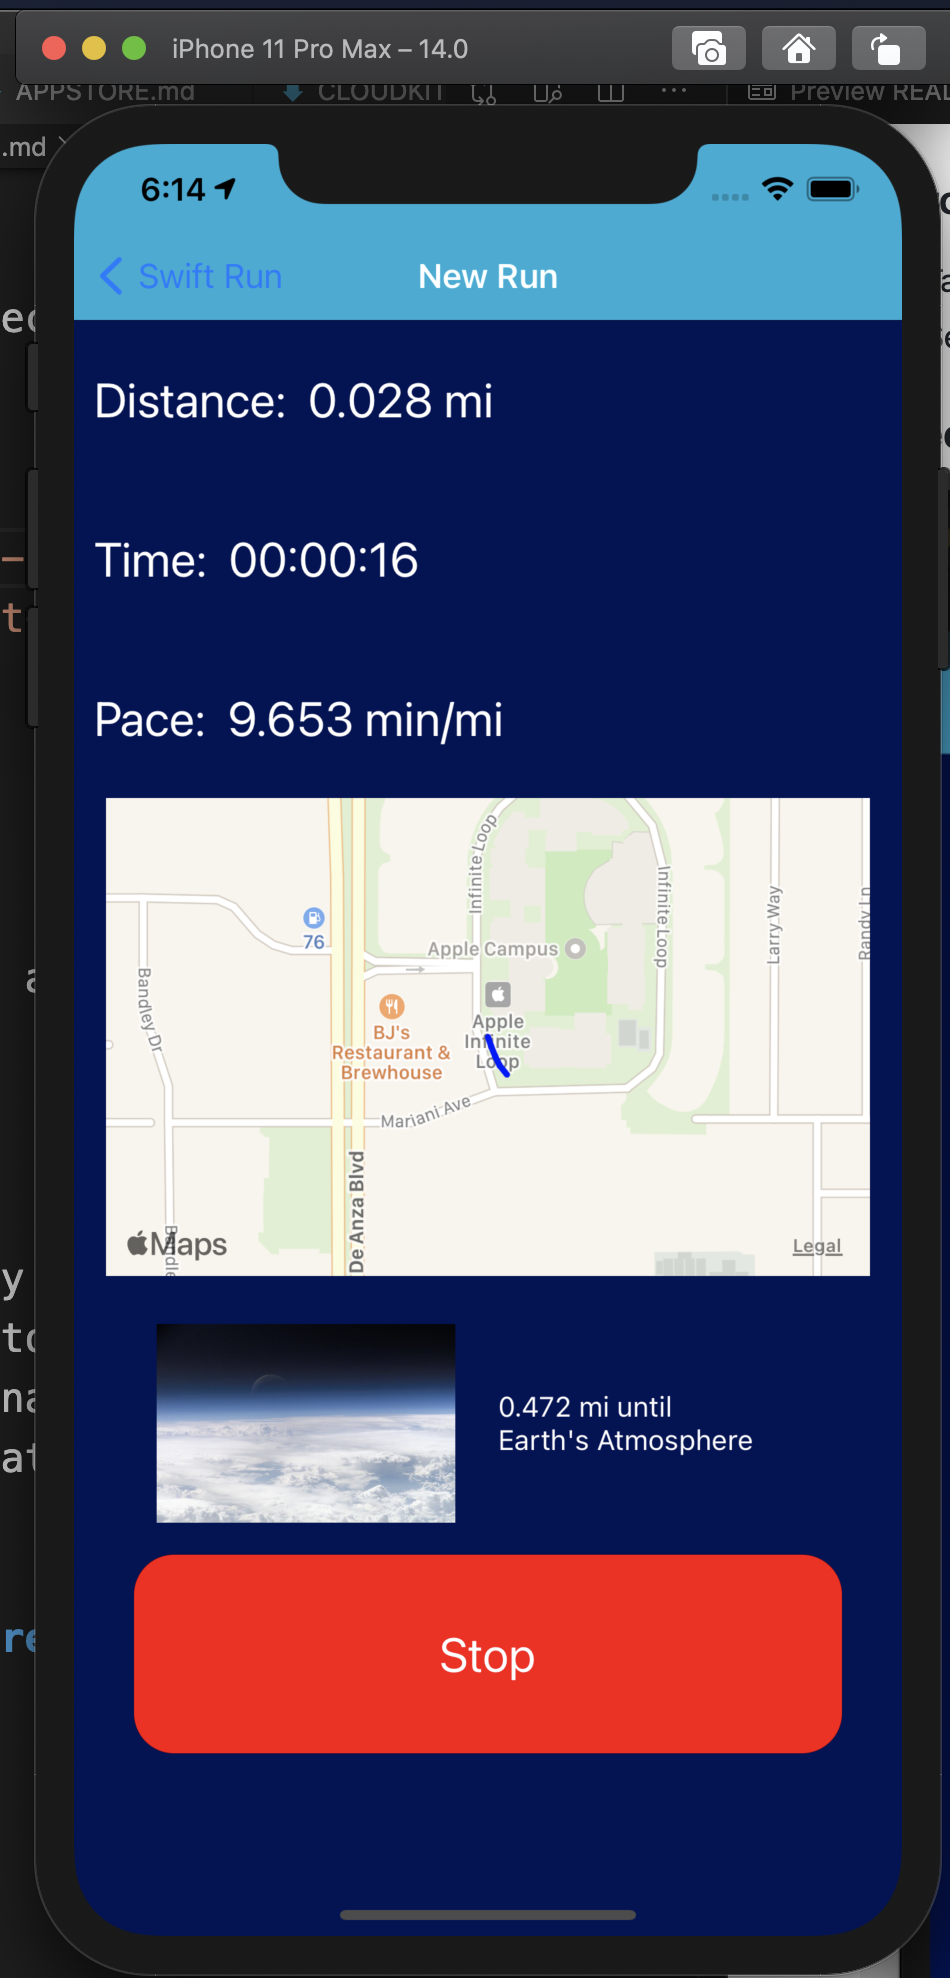 iPhone 11 Pro Max – 14.0
APPSTORE.md
CLOUDKIT
Preview
.md
6:14
Swift Run
New Run
Distance: 0.028 mi
Time: 00:00:16
Pace: 9.653 min/mi
Infinite Loop
Infinite Loop
Larry Way
Randy Ln
76
Apple Campus
Bandley Dr
BJ's
Restaurant &
Brewhouse
Apple
Infinite
Loop
Mariani Ave
De Anza Blvd
Maps
Legal
0.472 mi until
Earth's Atmosphere
Stop